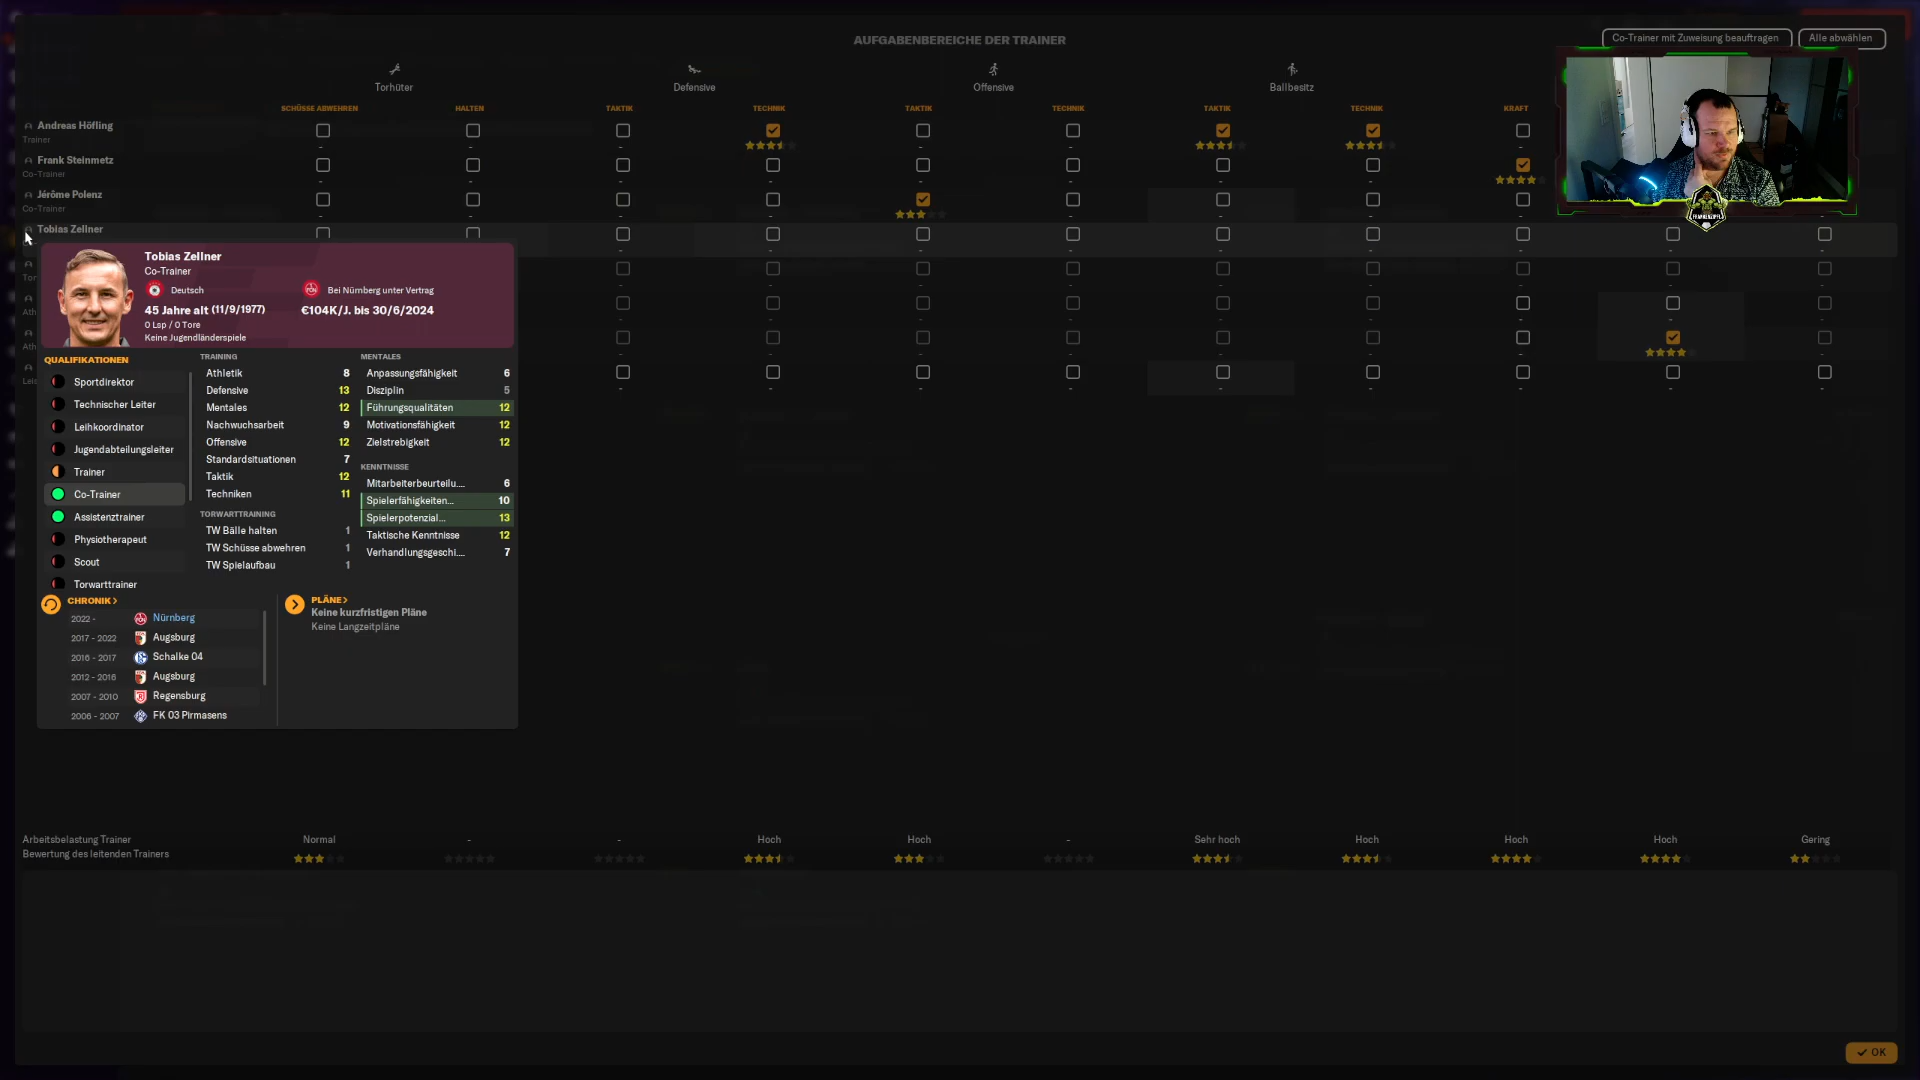 AUFGABENBEREICHE DER TRAINER
Co-Trainer mit Zuweisung beauftragen
Alle abwählen
Torhüter
Defensive
Offensive
Ballbesitz
SCHÜSSE ABWEHREN
HALTEN
TAKTIK
TECHNIK
TAKTIK
TECHNIK
TAKTIK
TECHNIK
KRAFT
Andreas Höfling
Trainer
Frank Steinmetz
Co-Trainer
Jérôme Polenz
Co-Trainer
Tobias Zellner
Tor
Ath
Ath
Leis
Tobias Zellner
Co-Trainer
Deutsch
Bei Nürnberg unter Vertrag
45 Jahre alt (11/9/1977)
€104K/J. bis 30/6/2024
0 Lsp / 0 Tore
Keine Jugendländerspiele
QUALIFIKATIONEN
Sportdirektor
Technischer Leiter
Leihkoordinator
Jugendabteilungsleiter
Trainer
Co-Trainer
Assistenztrainer
Physiotherapeut
Scout
Torwarttrainer
TRAINING
Athletik 8
Defensive 13
Mentales 12
Nachwuchsarbeit 9
Offensive 12
Standardsituationen 7
Taktik 12
Techniken 11
TORWARTTRAINING
TW Bälle halten 1
TW Schüsse abwehren 1
TW Spielaufbau 1
MENTALES
Anpassungsfähigkeit 6
Disziplin 5
Führungsqualitäten 12
Motivationsfähigkeit 12
Zielstrebigkeit 12
KENNTNISSE
Mitarbeiterbeurteilu.... 6
Spielerfähigkeiten... 10
Spielerpotenzial... 13
Taktische Kenntnisse 12
Verhandlungsgeschi.... 7
CHRONIK >
2022 - Nürnberg
2017 - 2022 Augsburg
2016 - 2017 Schalke 04
2012 - 2016 Augsburg
2007 - 2010 Regensburg
2006 - 2007 FK 03 Pirmasens
PLÄNE >
Keine kurzfristigen Pläne
Keine Langzeitpläne
Arbeitsbelastung Trainer Normal - - Hoch Hoch - Sehr hoch Hoch Hoch Hoch Gering
Bewertung des leitenden Trainers
OK